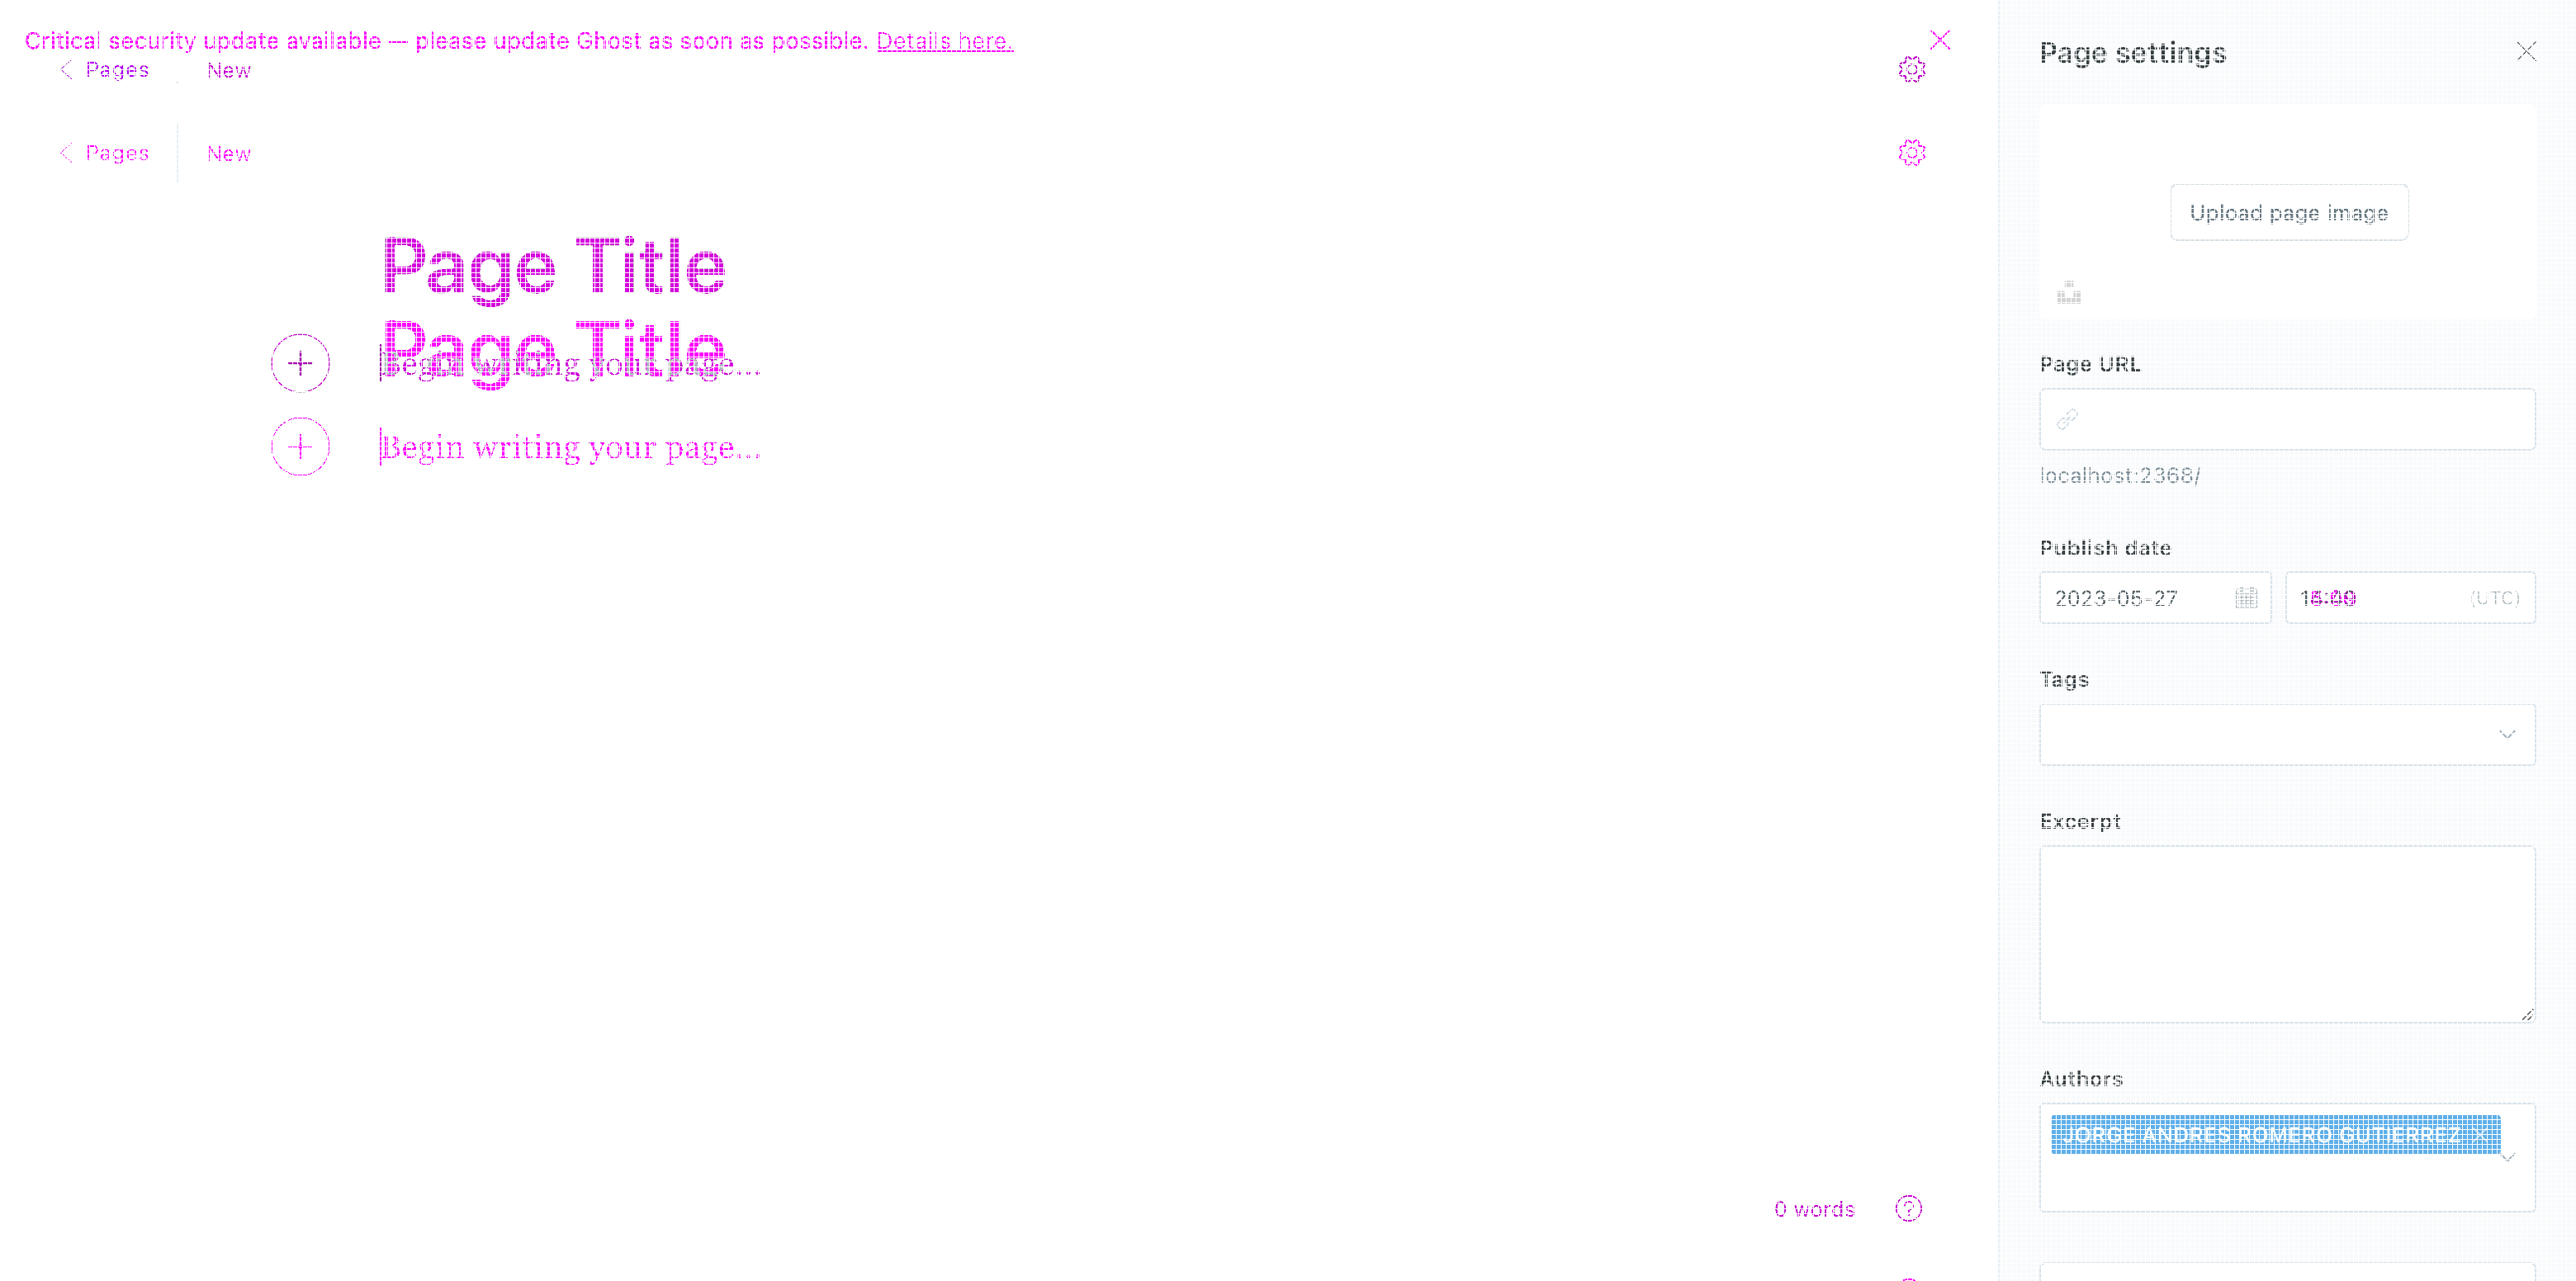 Critical security update available — please update Ghost as soon as possible. Details here.
Pages New
Pages New
Page Title
Page Title
Begin writing your page...
Begin writing your page...
0 words
Page settings
Upload page image
Page URL
localhost:2368/
Publish date
2023-05-27 (UTC)
Tags
Excerpt
Authors
JORGE ANDRES ROMERO GUTIERREZ